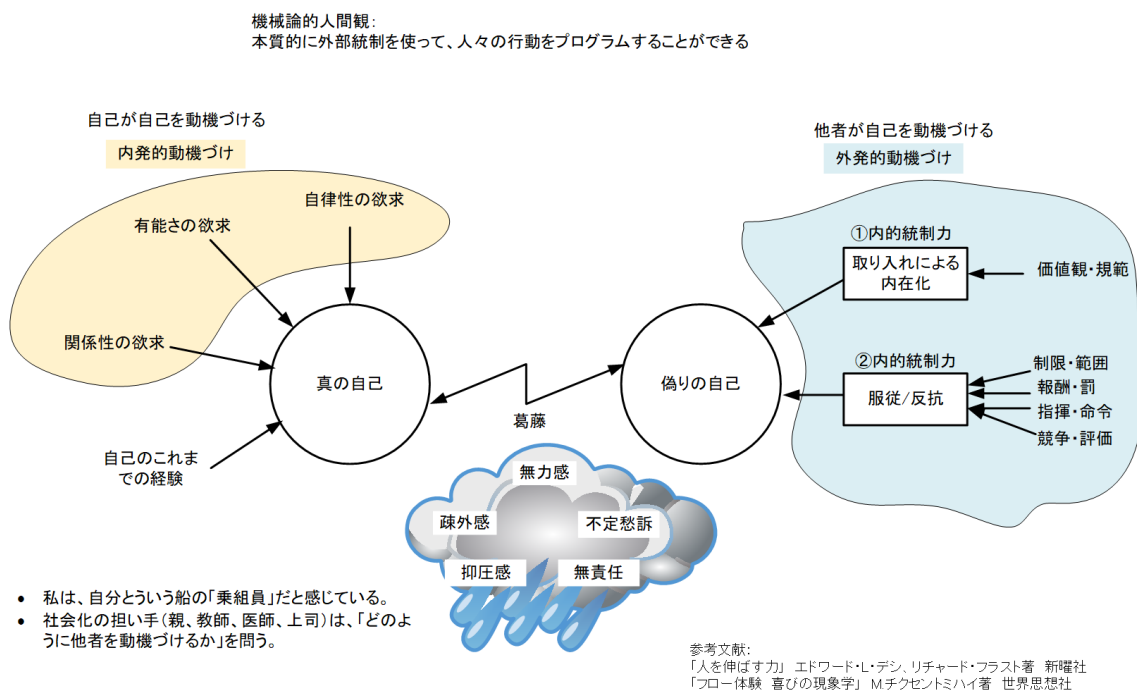 機械論的人間観：
本質的に外部統制を使って、人々の行動をプログラムすることができる
自己が自己を動機づける
内発的動機づけ
自律性の欲求
有能さの欲求
関係性の欲求
自己のこれま
での経験
真の自己
葛藤
偽りの自己
他者が自己を動機づける
外発的動機づけ
①内的統制力
取り入れによる
内在化
価値観・規範
②内的統制力
服従/反抗
制限・範囲
報酬・罰
指揮・命令
競争・評価
無力感
疎外感
不定愁訴
抑圧感
無責任
• 私は、自分とういう船の「乗組員」だと感じている。
• 社会化の担い手（親、教師、医師、上司）は、「どのよ
うに他者を動機づけるか」を問う。
参考文献：
「人を伸ばす力」 エドワード・L・デシ、リチャード・フラスト著 新曜社
「フロー体験 喜びの現象学」 M.チクセントミハイ著 世界思想社